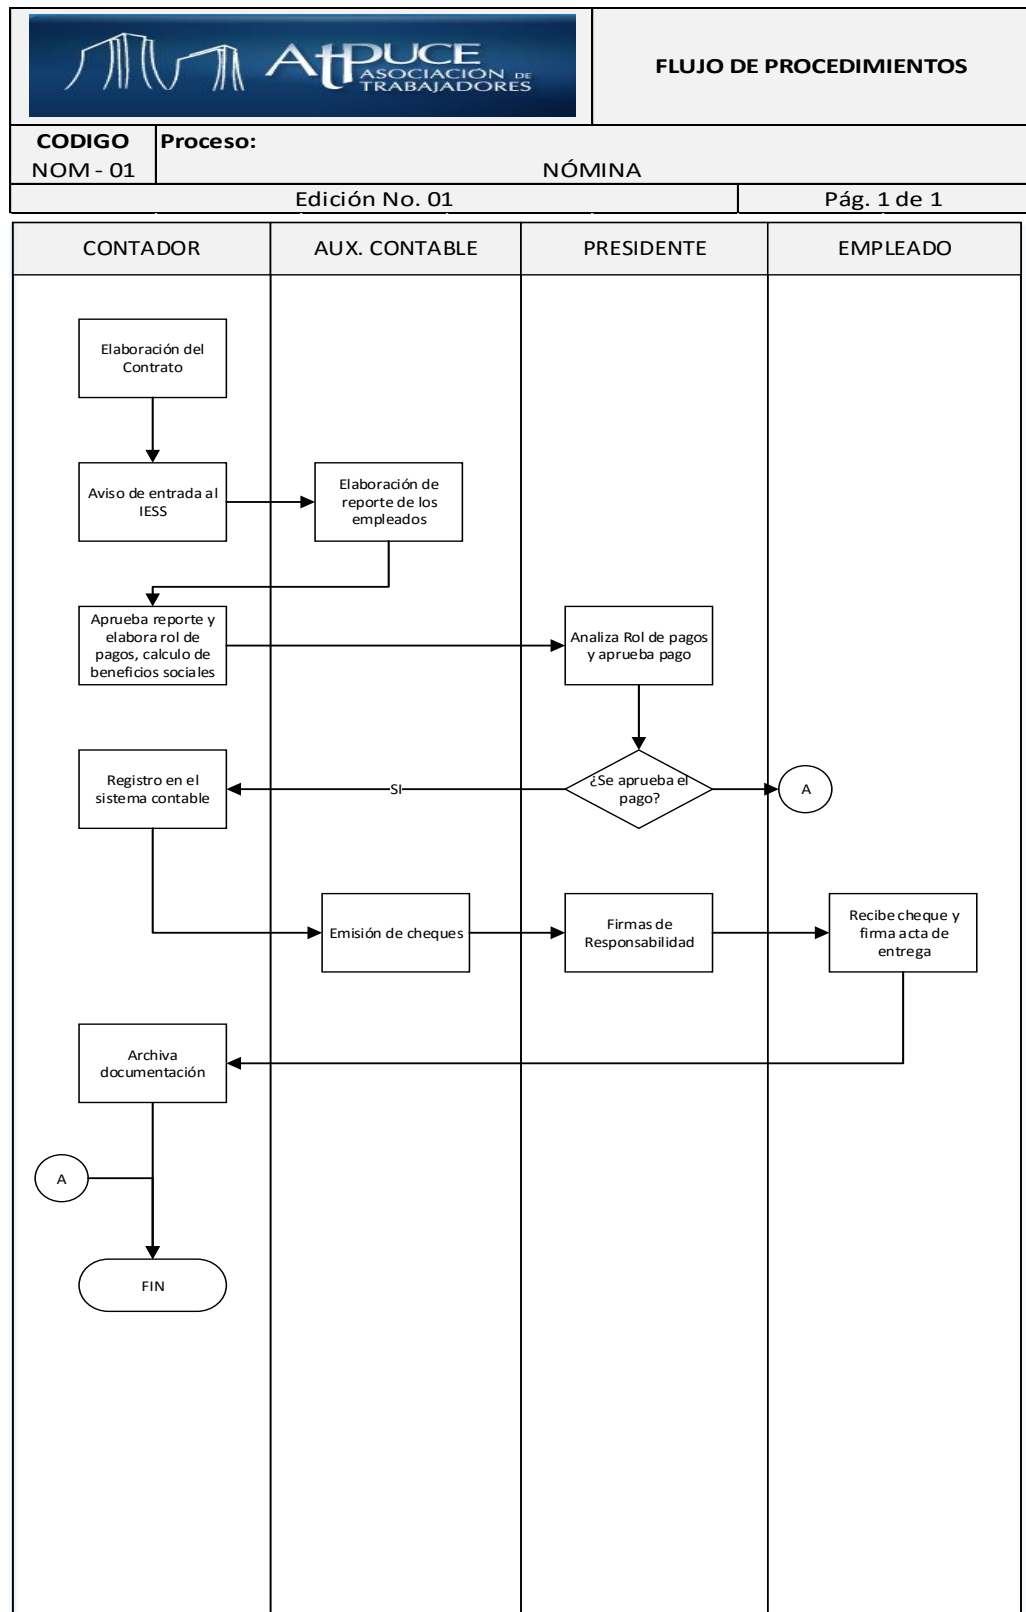 AtPUCE
ASOCIACIÓN DE
TRABAJADORES
FLUJO DE PROCEDIMIENTOS
CODIGO
NOM - 01
Proceso:
NÓMINA
Edición No. 01
Pág. 1 de 1
CONTADOR
AUX. CONTABLE
PRESIDENTE
EMPLEADO
Elaboración del
Contrato
Aviso de entrada al
IESS
Elaboración de
reporte de los
empleados
Aprueba reporte y
elabora rol de
pagos, calculo de
beneficios sociales
Analiza Rol de pagos
y aprueba pago
Registro en el
sistema contable
SI
¿Se aprueba el
pago?
A
Emisión de cheques
Firmas de
Responsabilidad
Recibe cheque y
firma acta de
entrega
Archiva
documentación
A
FIN